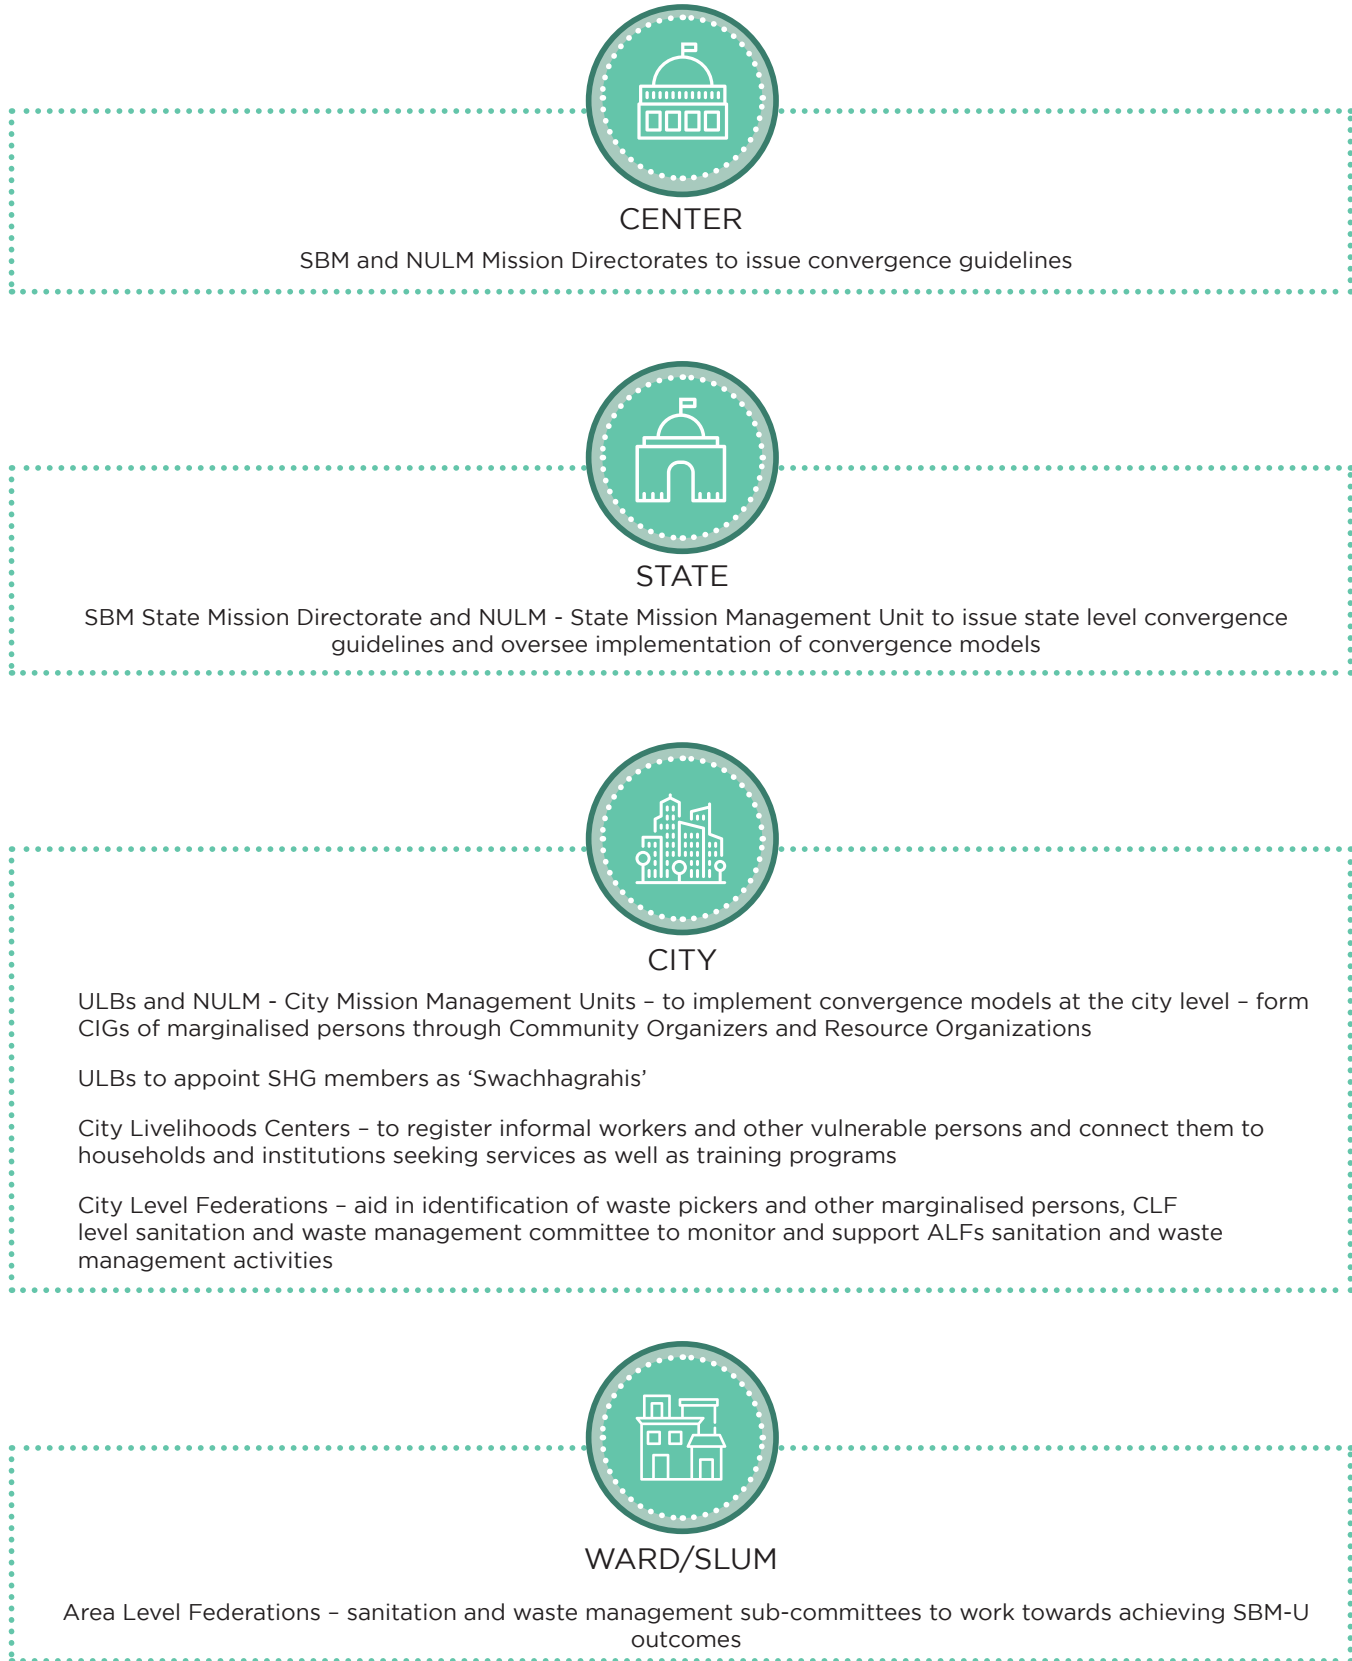 CENTER
SBM and NULM Mission Directorates to issue convergence guidelines
STATE
SBM State Mission Directorate and NULM - State Mission Management Unit to issue state level convergence
guidelines and oversee implementation of convergence models
CITY
ULBs and NULM - City Mission Management Units – to implement convergence models at the city level – form
CIGs of marginalised persons through Community Organizers and Resource Organizations
ULBs to appoint SHG members as ‘Swachhagrahis’
City Livelihoods Centers – to register informal workers and other vulnerable persons and connect them to
households and institutions seeking services as well as training programs
City Level Federations – aid in identification of waste pickers and other marginalised persons, CLF
level sanitation and waste management committee to monitor and support ALFs sanitation and waste
management activities
WARD/SLUM
Area Level Federations – sanitation and waste management sub-committees to work towards achieving SBM-U
outcomes